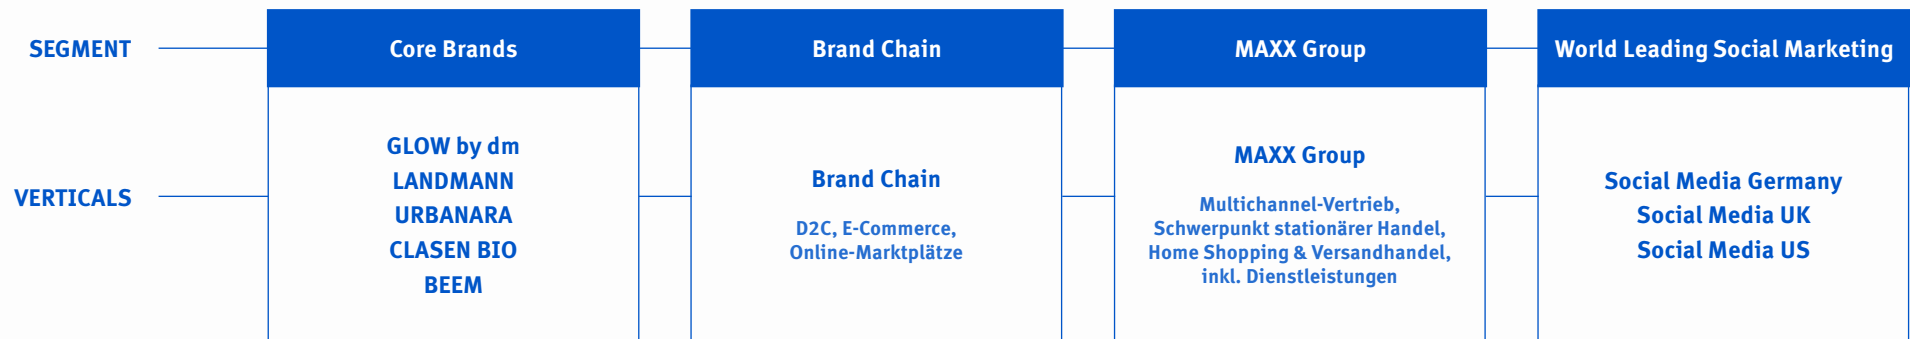 SEGMENT
Core Brands
Brand Chain
MAXX Group
World Leading Social Marketing
VERTICALS
GLOW by dm
LANDMANN
URBANARA
CLASEN BIO
BEEM
Brand Chain
D2C, E-Commerce,
Online-Marktplätze
MAXX Group
Multichannel-Vertrieb,
Schwerpunkt stationärer Handel,
Home Shopping & Versandhandel,
inkl. Dienstleistungen
Social Media Germany
Social Media UK
Social Media US